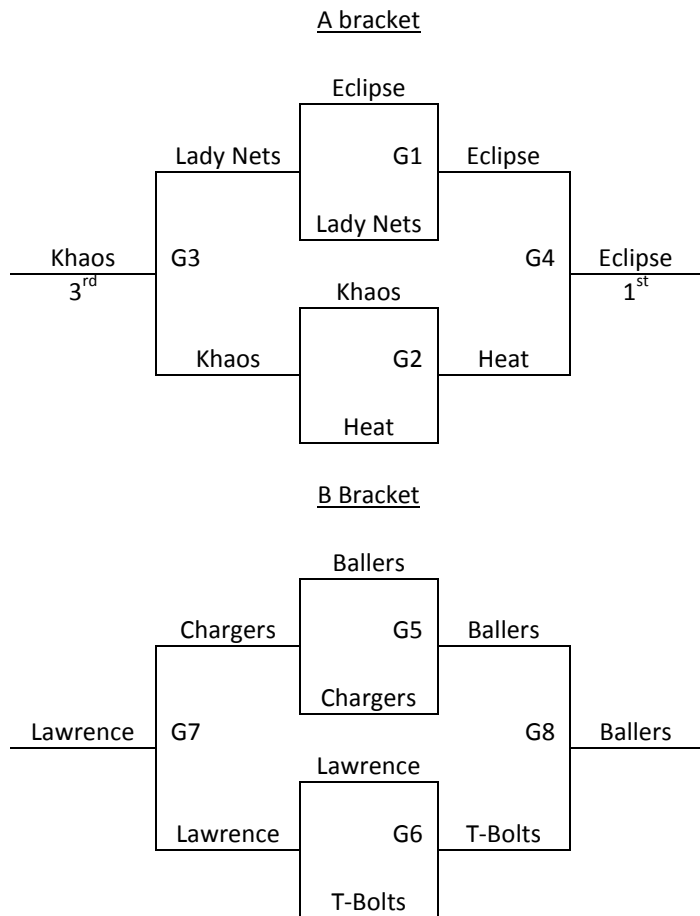 A bracket
Eclipse
Lady Nets G1 Eclipse
Lady Nets
Khaos G3 G4 Eclipse
3rd Khaos 1st
Khaos G2 Heat
Heat
B Bracket
Ballers
Chargers G5 Ballers
Chargers
Lawrence G7 G8 Ballers
Lawrence
Lawrence G6 T-Bolts
T-Bolts